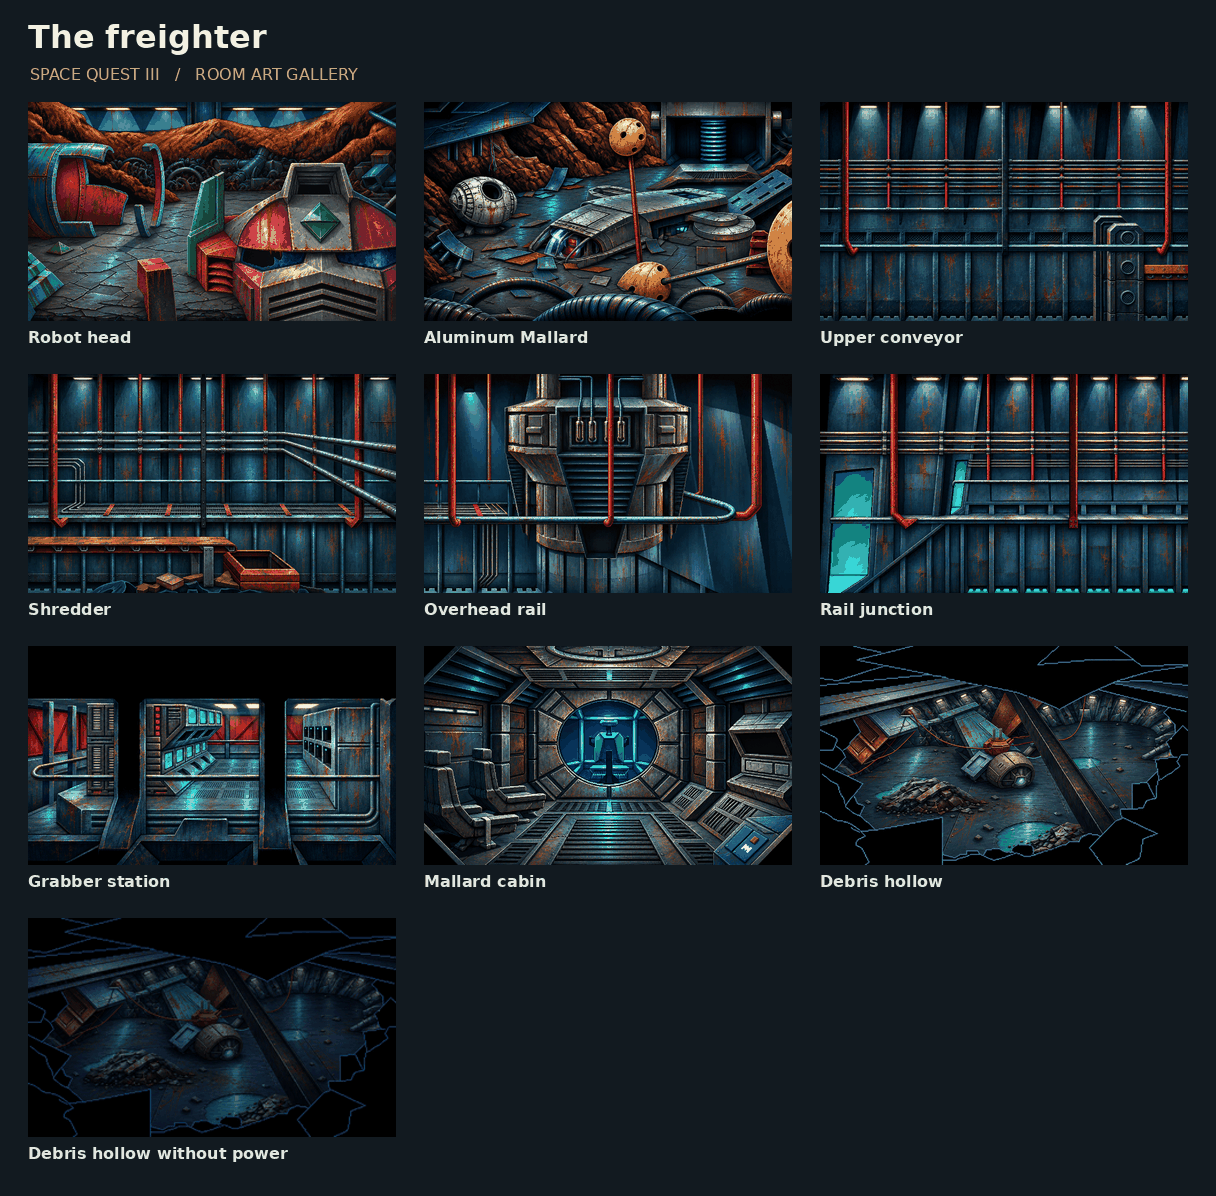 The freighter
SPACE QUEST III / ROOM ART GALLERY
Robot head
Aluminum Mallard
Upper conveyor
Shredder
Overhead rail
Rail junction
Grabber station
Mallard cabin
Debris hollow
Debris hollow without power